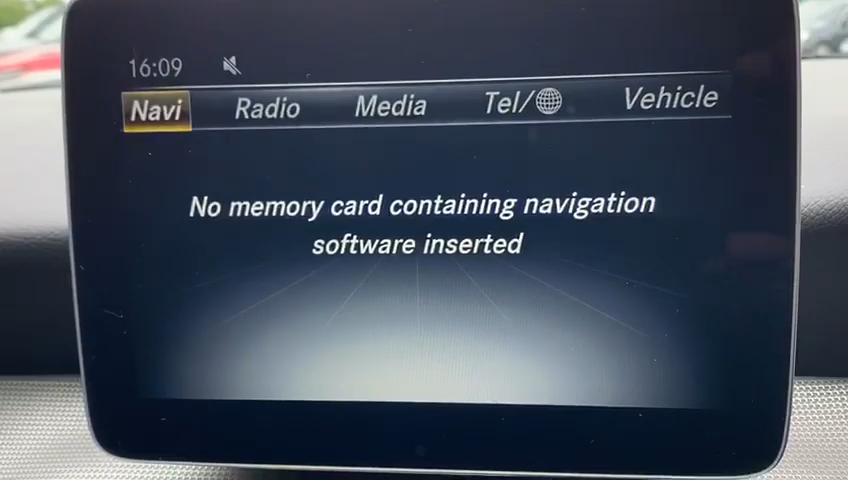 16:09
Navi Radio Media Tel/ Vehicle
No memory card containing navigation
software inserted